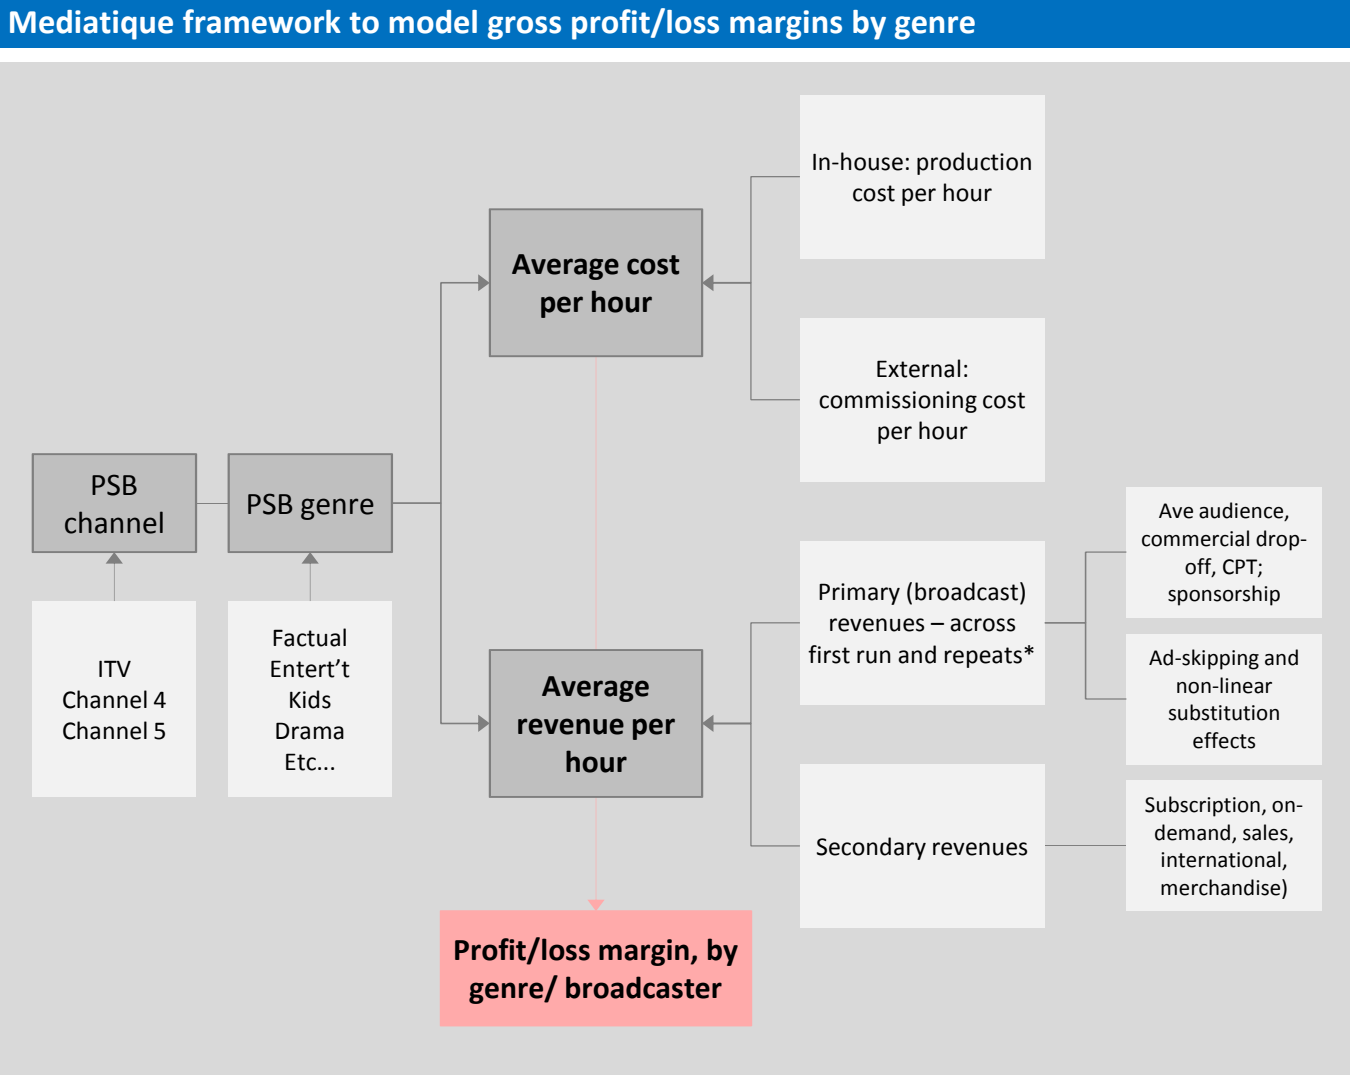 Mediatique framework to model gross profit/loss margins by genre
In-house: production
cost per hour
Average cost
per hour
External:
commissioning cost
per hour
PSB
channel
PSB genre
ITV
Channel 4
Channel 5
Factual
Entert’t
Kids
Drama
Etc...
Average
revenue per
hour
Primary (broadcast)
revenues – across
first run and repeats*
Ave audience,
commercial drop-
off, CPT;
sponsorship
Ad-skipping and
non-linear
substitution
effects
Secondary revenues
Subscription, on-
demand, sales,
international,
merchandise)
Profit/loss margin, by
genre/ broadcaster